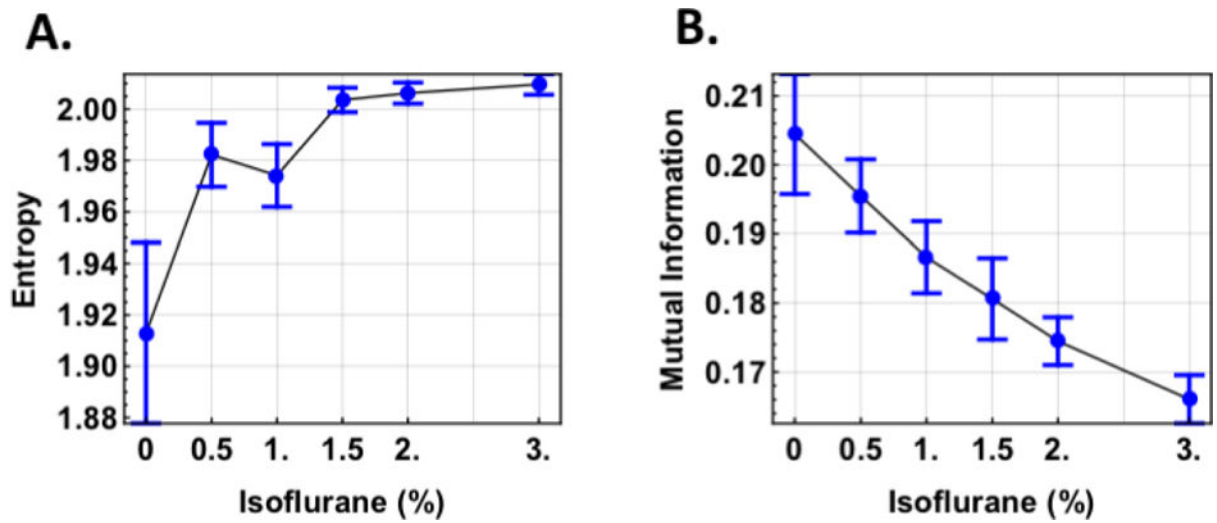 A.
Entropy
2.00
1.98
1.96
1.94
1.92
1.90
1.88
0 0.5 1. 1.5 2. 3.
Isoflurane (%)
B.
Mutual Information
0.21
0.20
0.19
0.18
0.17
0 0.5 1. 1.5 2. 3.
Isoflurane (%)